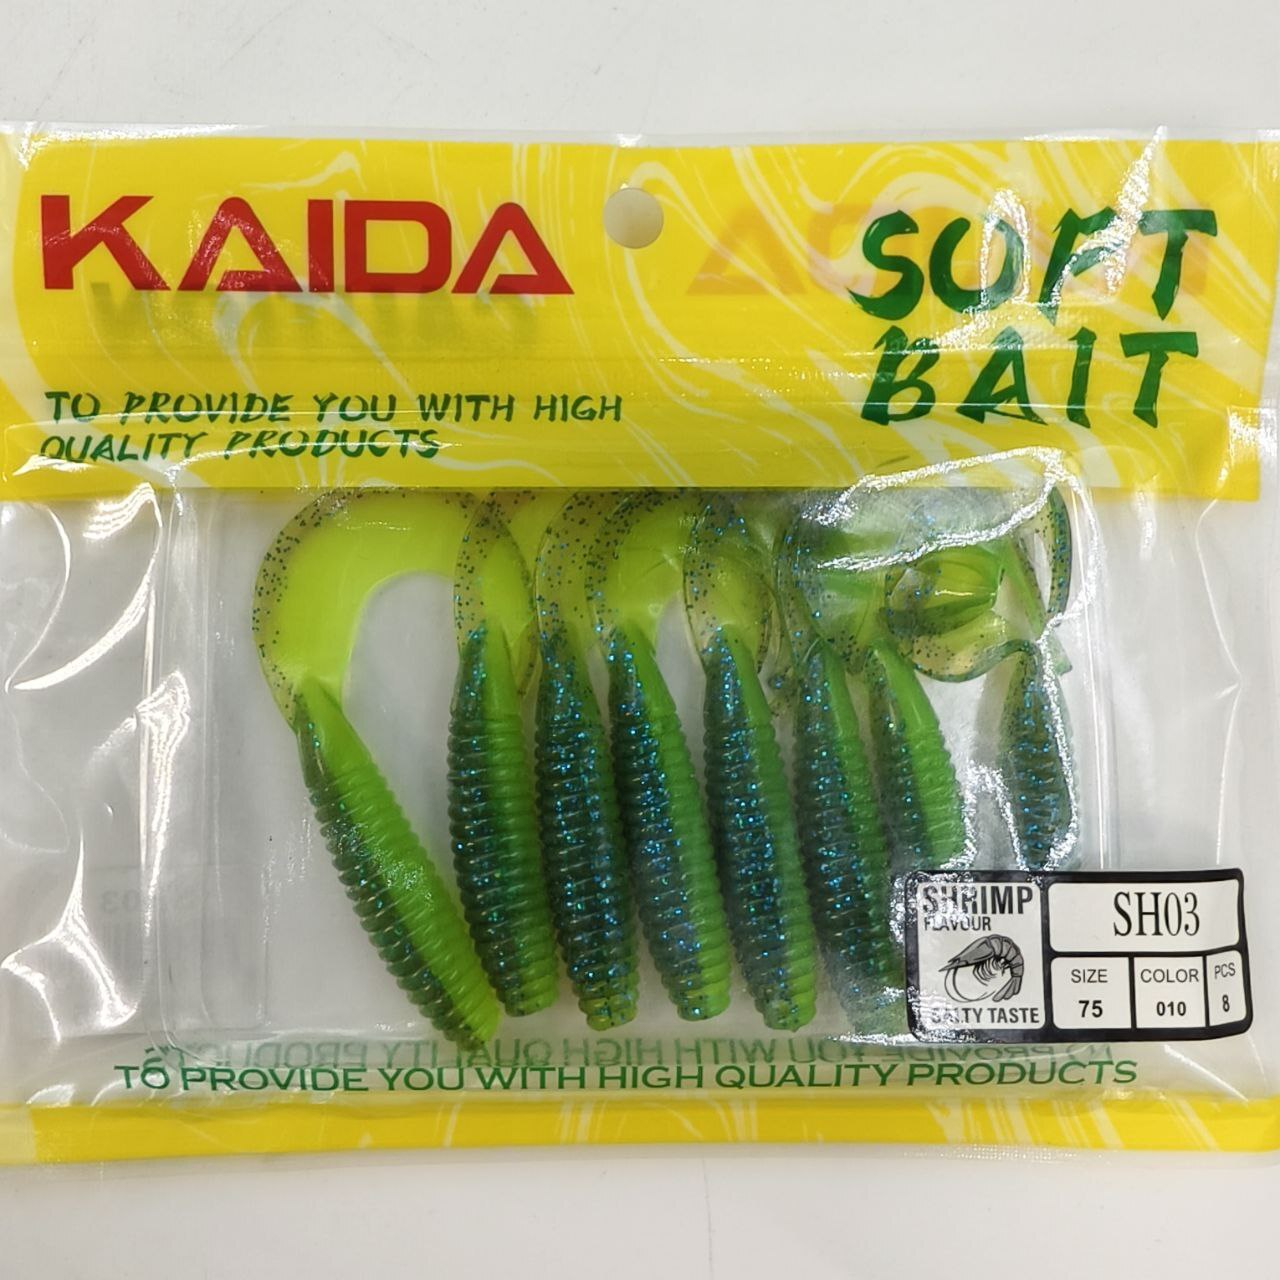 KAIDA
SOFT
BAIT
TO PROVIDE YOU WITH HIGH
QUALITY PRODUCTS
SHRIMP
FLAVOUR
SALTY TASTE
SH03
SIZE
75
COLOR
010
PCS
8
TO PROVIDE YOU WITH HIGH QUALITY PRODUCTS